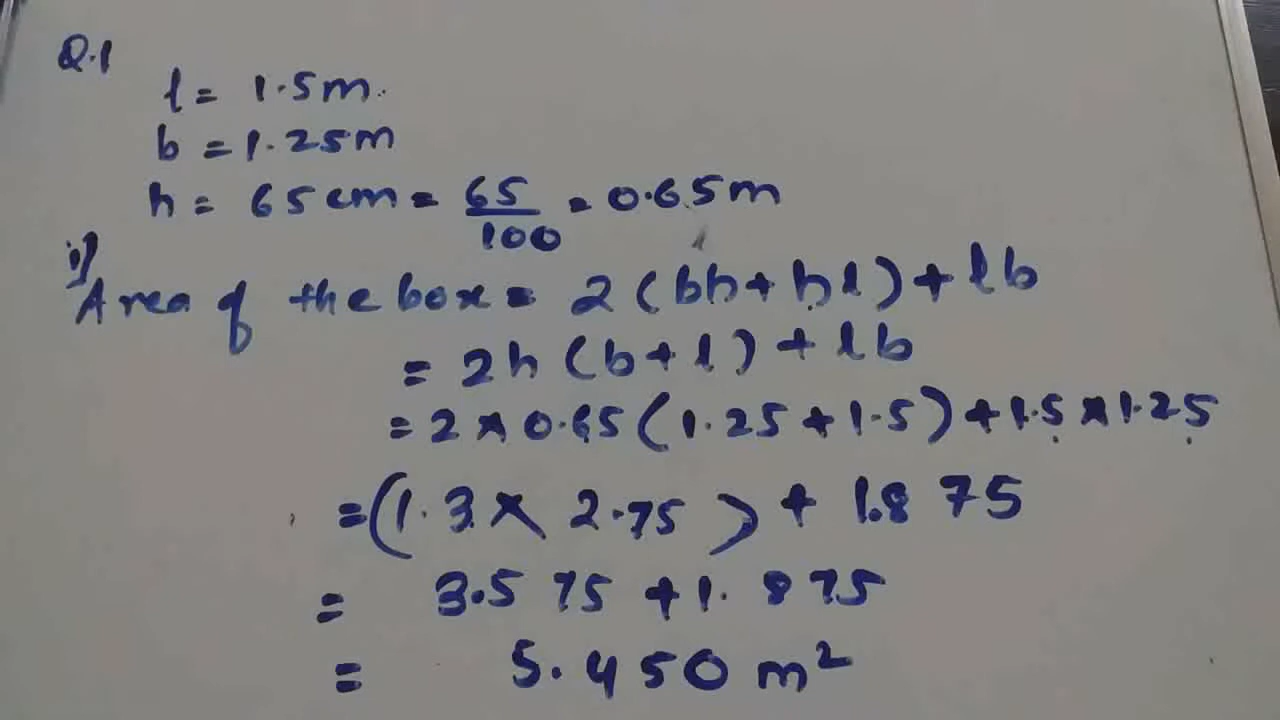 Q.1
l = 1.5m.
b = 1.25m
h = 65cm = 65/100 = 0.65m
i)
Area of the box = 2(bh+hl)+lb
= 2h(b+l)+lb
= 2×0.65(1.25+1.5)+1.5×1.25
= (1.3×2.75)+1.875
= 3.575+1.875
= 5.450m²